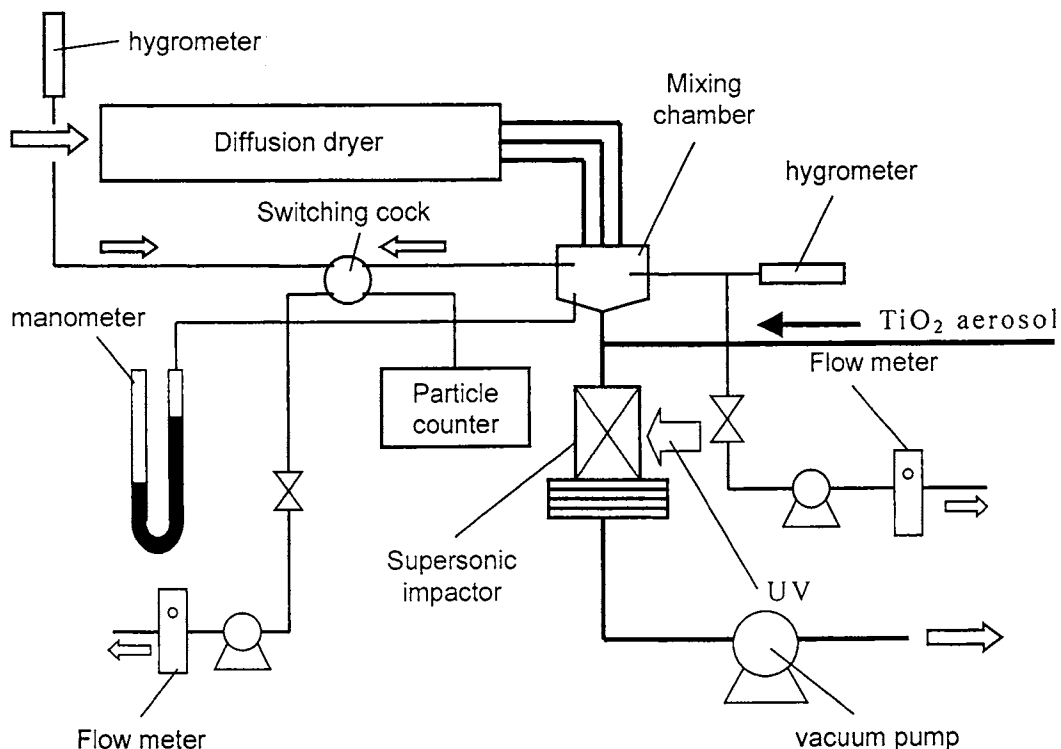 hygrometer
Mixing
chamber
Diffusion dryer
hygrometer
Switching cock
manometer
TiO₂ aerosol
Flow meter
Particle
counter
Supersonic
impactor
UV
Flow meter
vacuum pump